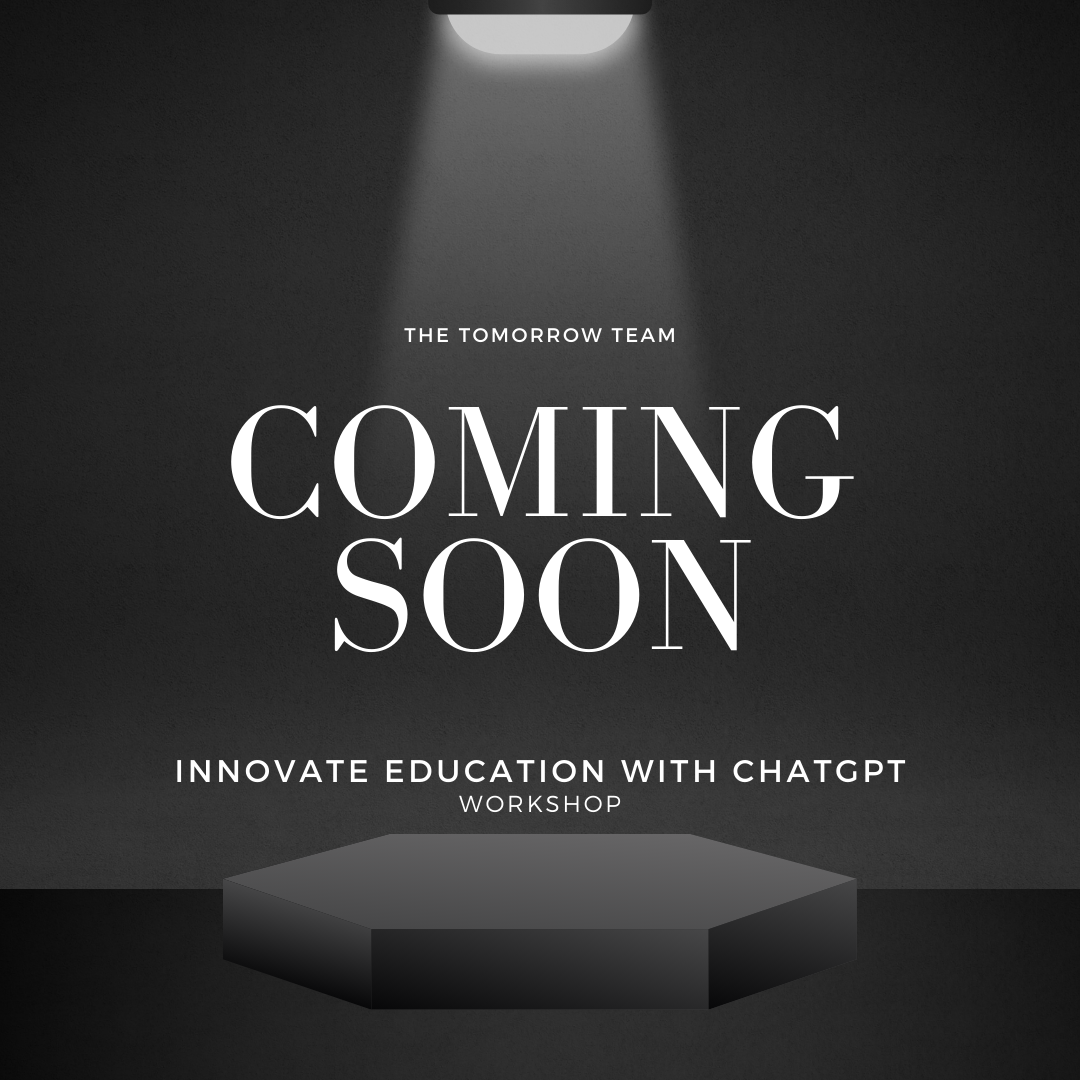 THE TOMORROW TEAM
COMING
SOON
INNOVATE EDUCATION WITH CHATGPT
WORKSHOP